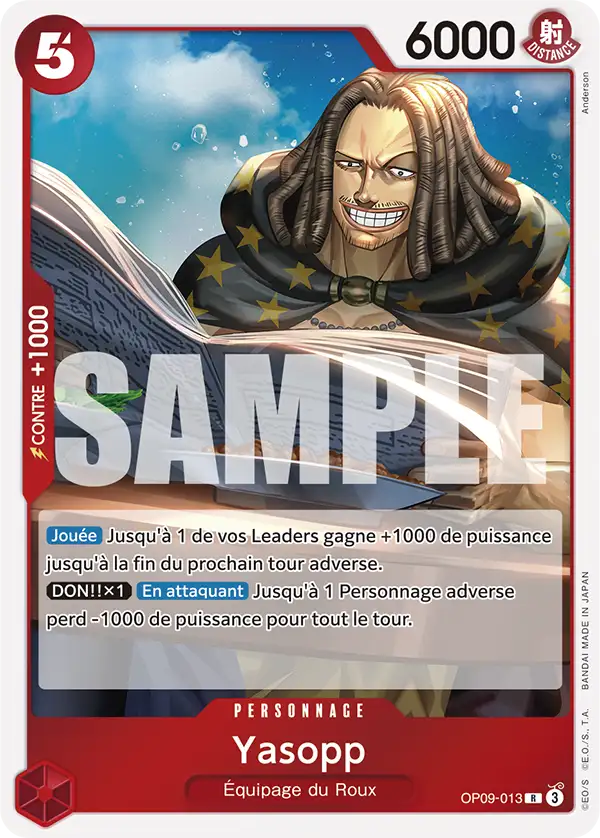 5
6000
射
DISTANCE
Anderson
CONTRE +1000
SAMPLE
Jouée Jusqu'à 1 de vos Leaders gagne +1000 de puissance
jusqu'à la fin du prochain tour adverse.
DON!!×1 En attaquant Jusqu'à 1 Personnage adverse
perd -1000 de puissance pour tout le tour.
©E.O./S., T.A. BANDAI MADE IN JAPAN
©EO/S
PERSONNAGE
Yasopp
Équipage du Roux
OP09-013 R 3